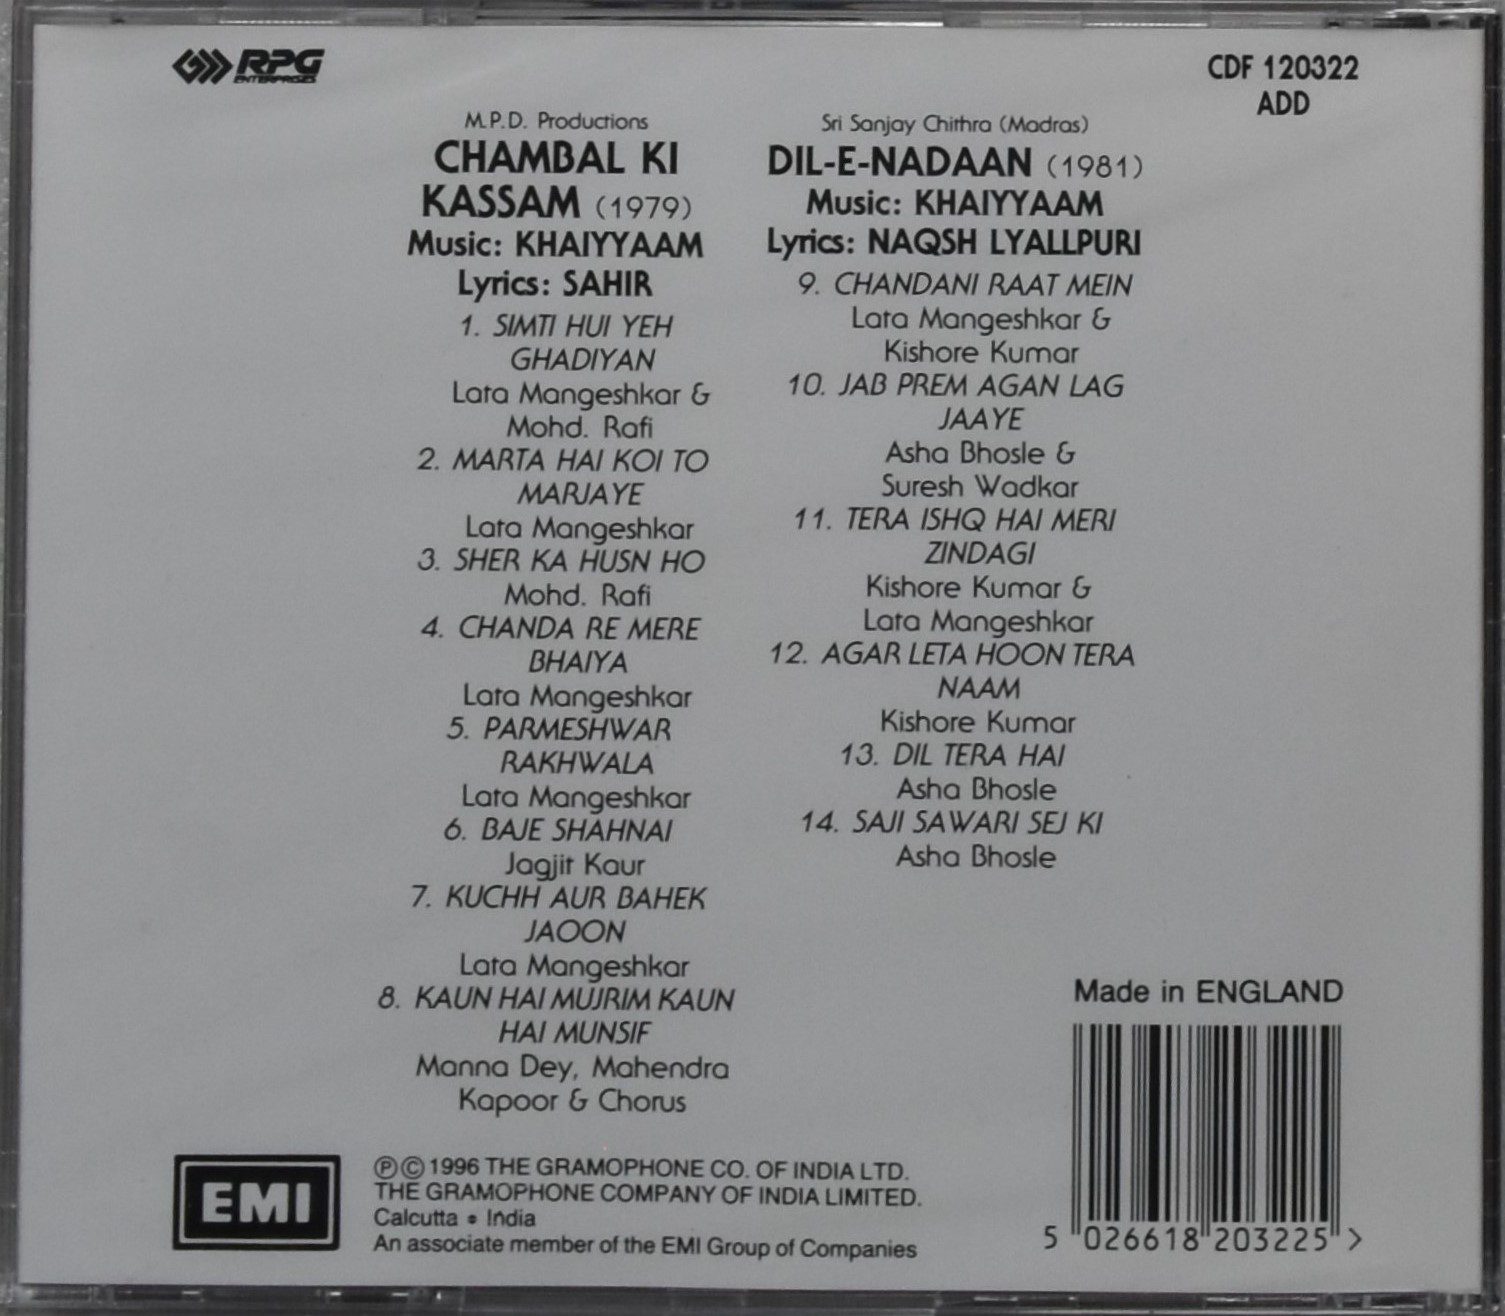 RPG
ENTERPRISES
CDF 120322
ADD
M.P.D. Productions
CHAMBAL KI
KASSAM (1979)
Music: KHAIYYAAM
Lyrics: SAHIR
1. SIMTI HUI YEH
GHADIYAN
Lata Mangeshkar &
Mohd. Rafi
2. MARTA HAI KOI TO
MARJAYE
Lata Mangeshkar
3. SHER KA HUSN HO
Mohd. Rafi
4. CHANDA RE MERE
BHAIYA
Lata Mangeshkar
5. PARMESHWAR
RAKHWALA
Lata Mangeshkar
6. BAJE SHAHNAI
Jagjit Kaur
7. KUCHH AUR BAHEK
JAOON
Lata Mangeshkar
8. KAUN HAI MUJRIM KAUN
HAI MUNSIF
Manna Dey, Mahendra
Kapoor & Chorus
Sri Sanjay Chithra (Madras)
DIL-E-NADAAN (1981)
Music: KHAIYYAAM
Lyrics: NAQSH LYALLPURI
9. CHANDANI RAAT MEIN
Lata Mangeshkar &
Kishore Kumar
10. JAB PREM AGAN LAG
JAAYE
Asha Bhosle &
Suresh Wadkar
11. TERA ISHQ HAI MERI
ZINDAGI
Kishore Kumar &
Lata Mangeshkar
12. AGAR LETA HOON TERA
NAAM
Kishore Kumar
13. DIL TERA HAI
Asha Bhosle
14. SAJI SAWARI SEJ KI
Asha Bhosle
Made in ENGLAND
5 026618 203225 >
EMI
℗ © 1996 THE GRAMOPHONE CO. OF INDIA LTD.
THE GRAMOPHONE COMPANY OF INDIA LIMITED.
Calcutta • India
An associate member of the EMI Group of Companies